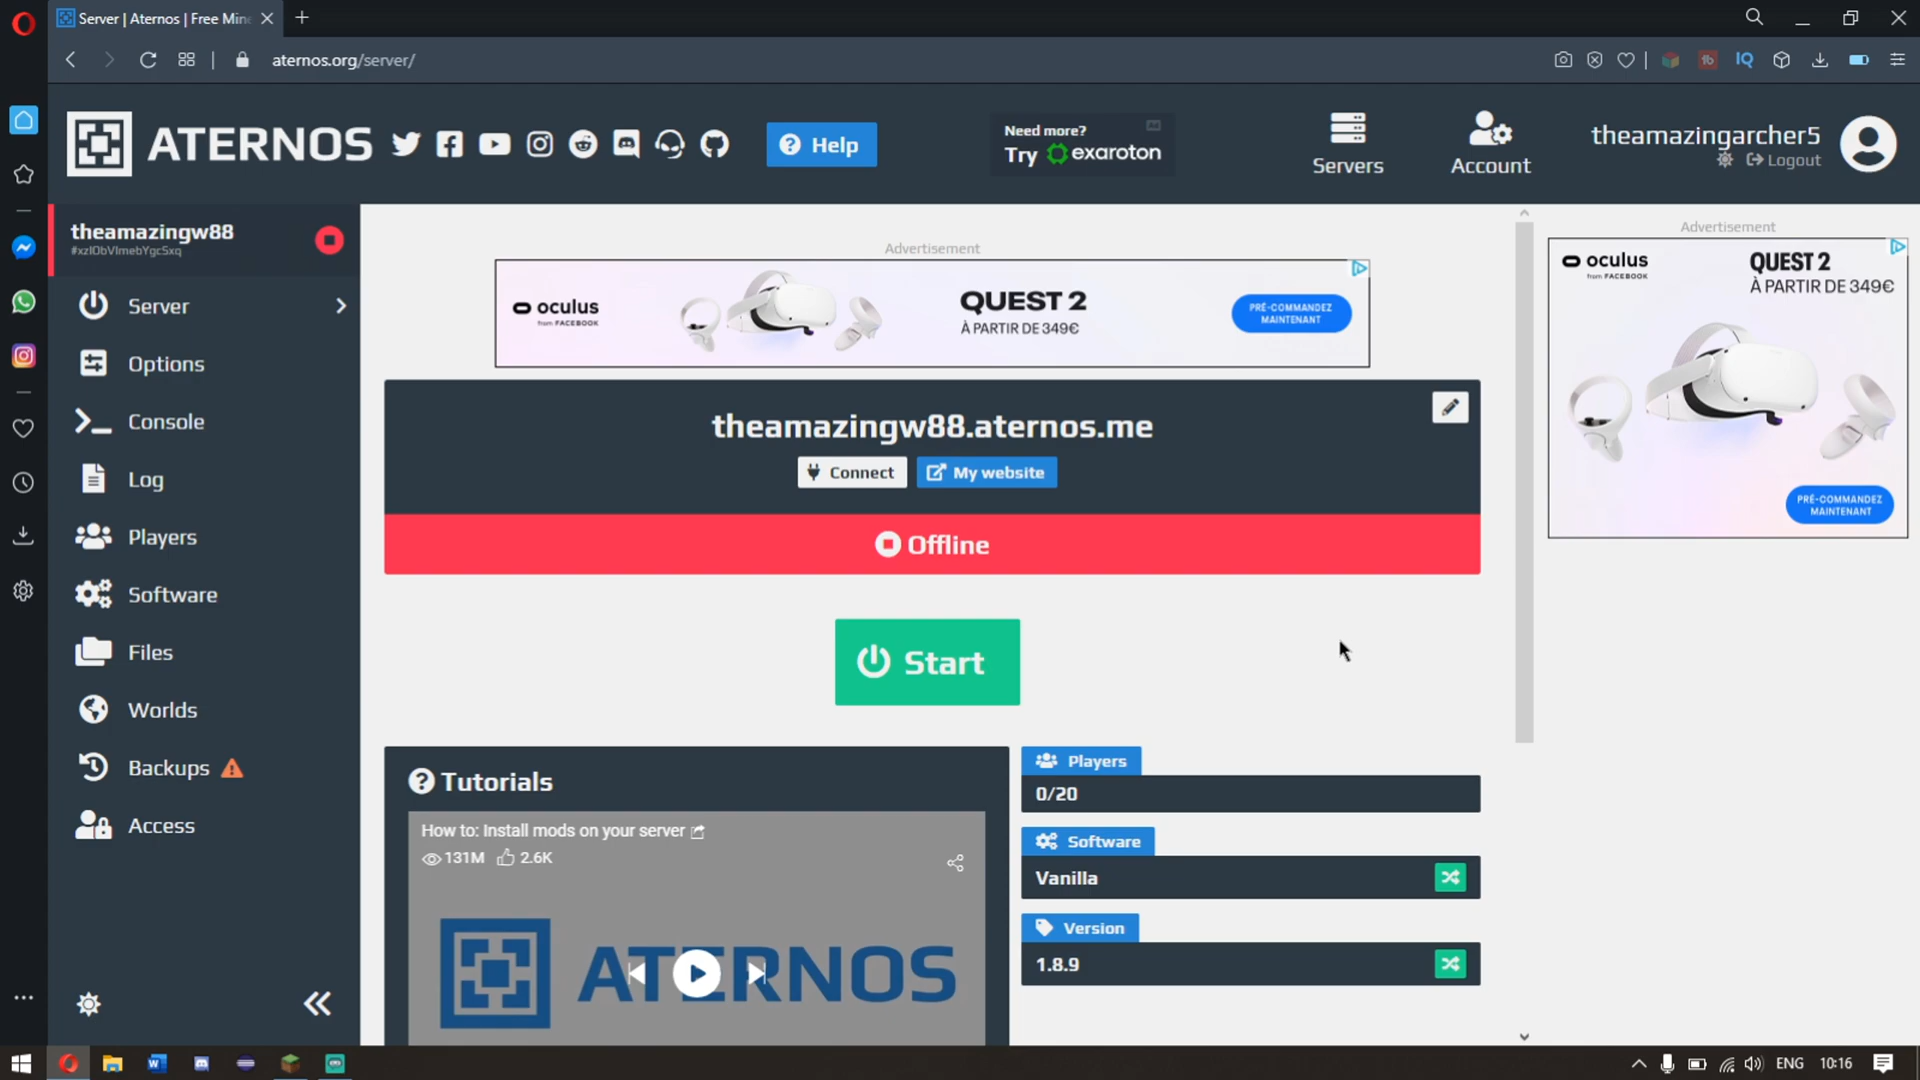 Server | Aternos | Free Mine
aternos.org/server/
ATERNOS
Help
Need more?
Try exaroton
Ad
Servers
Account
theamazingarcher5
Logout
theamazingw88
Server
Options
Console
Log
Players
Software
Files
Worlds
Backups
Access
Advertisement
oculus
from FACEBOOK
QUEST 2
À PARTIR DE 349€
PRÉ-COMMANDEZ
MAINTENANT
theamazingw88.aternos.me
Connect
My website
Offline
Start
Tutorials
How to: Install mods on your server
131M 2.6K
ATERNOS
Players
0/20
Software
Vanilla
Version
1.8.9
Advertisement
oculus
from FACEBOOK
QUEST 2
À PARTIR DE 349€
PRÉ-COMMANDEZ
MAINTENANT
ENG 10:16